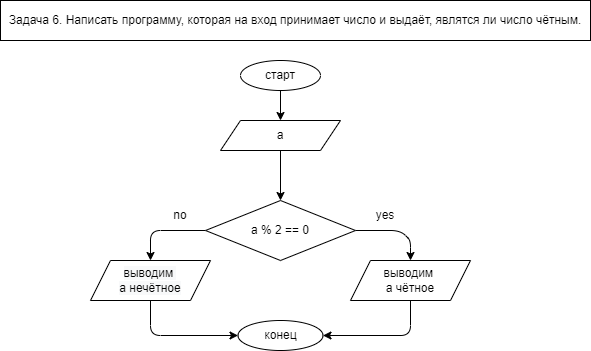 Задача 6. Написать программу, которая на вход принимает число и выдаёт, являтся ли число чётным.
старт
a
no
yes
a % 2 == 0
выводим
а нечётное
выводим
а чётное
конец